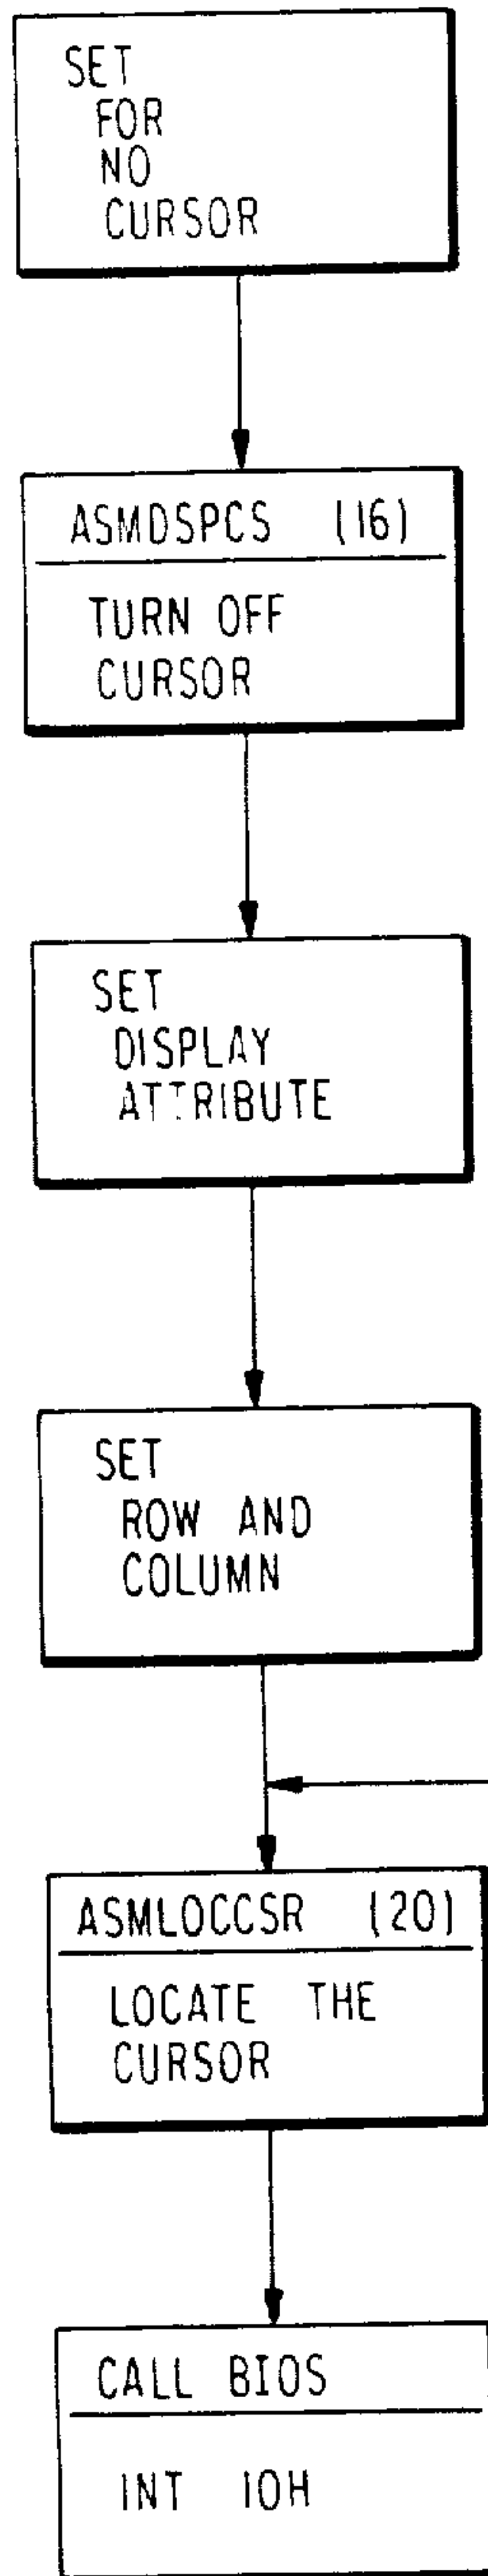 SET
FOR
NO
CURSOR
ASMDSPCS (16)
TURN OFF
CURSOR
SET
DISPLAY
ATTRIBUTE
SET
ROW AND
COLUMN
ASMLOCCSR (20)
LOCATE THE
CURSOR
CALL BIOS
INT 10H